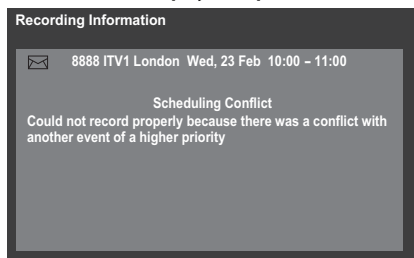 Recording Information
8888 ITV1 London Wed, 23 Feb 10:00 – 11:00
Scheduling Conflict
Could not record properly because there was a conflict with
another event of a higher priority